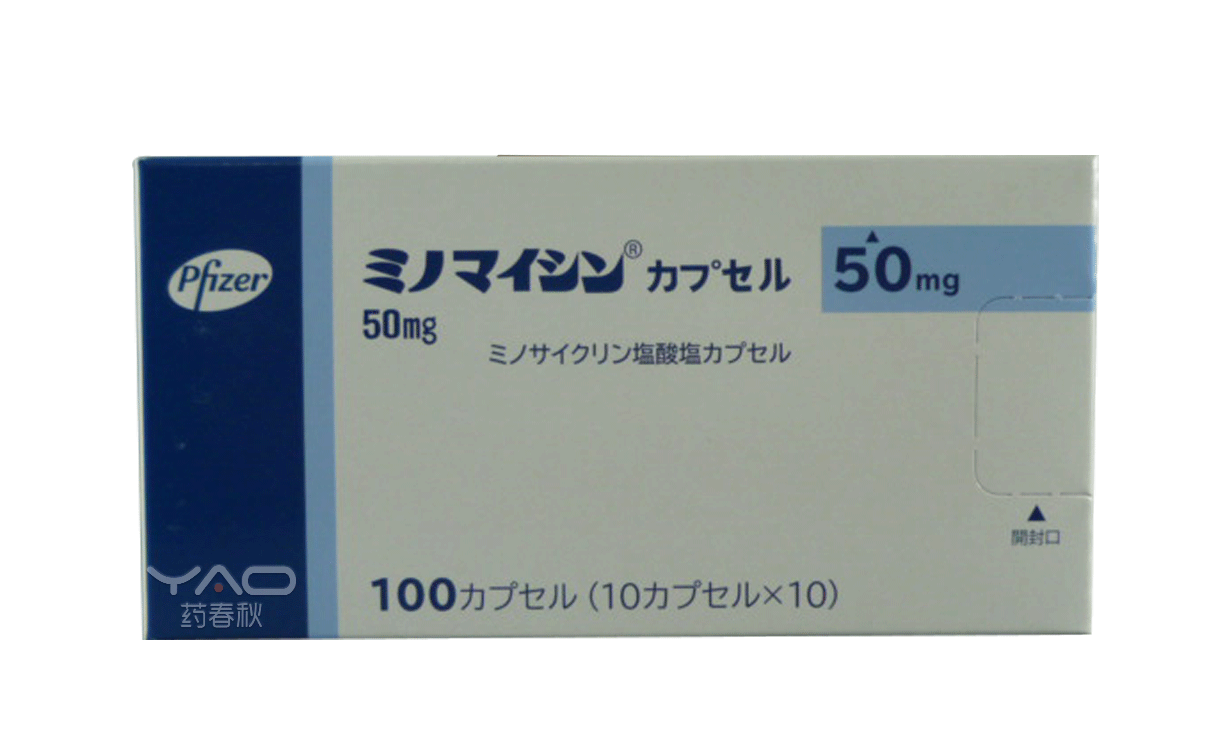 Pfizer
ミノマイシン® カプセル
50mg
ミノサイクリン塩酸塩カプセル
▲
50mg
▲
開封口
100カプセル (10カプセル×10)
YAO
药春秋